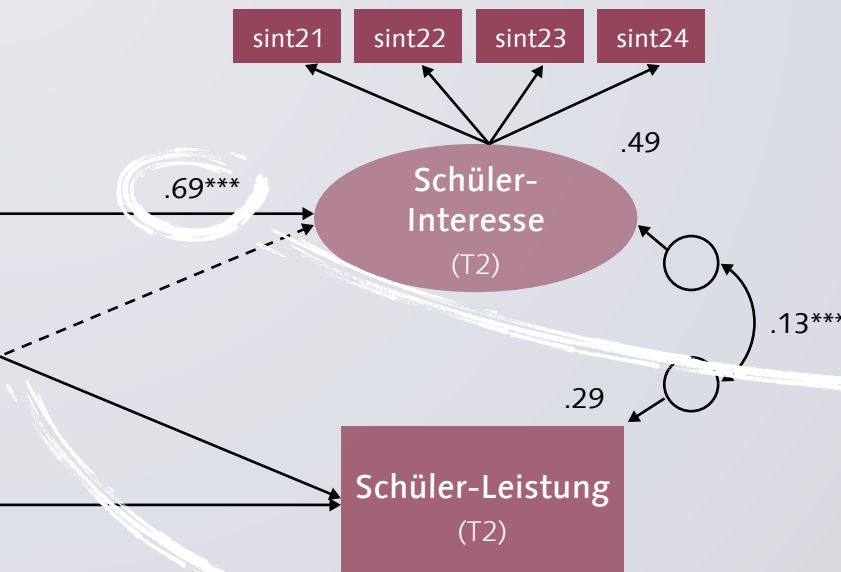 sint21 sint22 sint23 sint24
.49
.69***
Schüler-
Interesse
(T2)
.13***
.29
Schüler-Leistung
(T2)